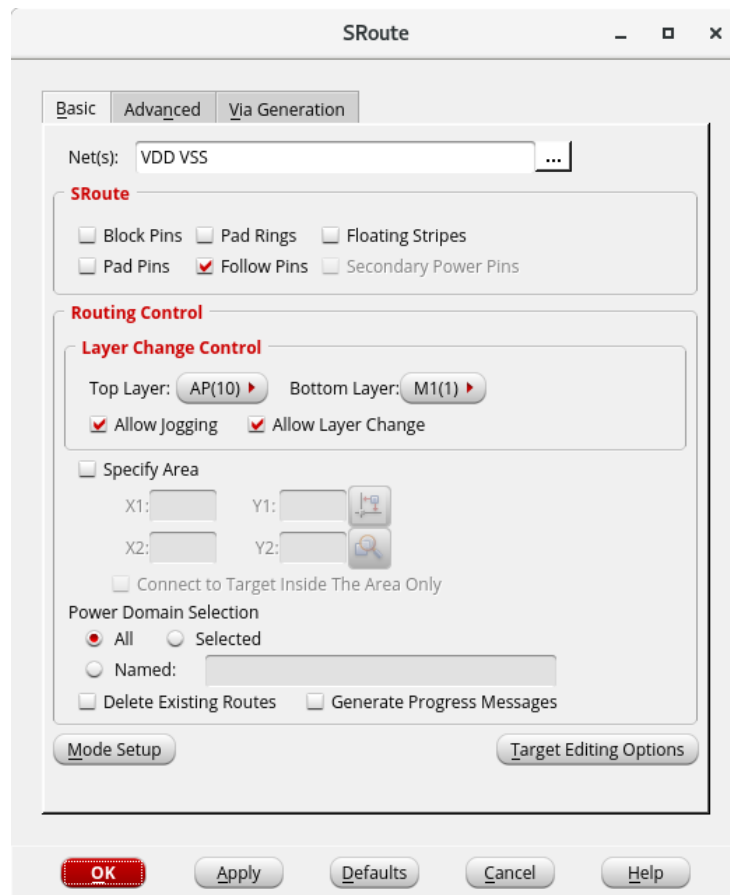 SRoute
Basic Advanced Via Generation
Net(s): VDD VSS ...
SRoute
Block Pins Pad Rings Floating Stripes
Pad Pins Follow Pins Secondary Power Pins
Routing Control
Layer Change Control
Top Layer: AP(10) Bottom Layer: M1(1)
Allow Jogging Allow Layer Change
Specify Area
X1: Y1:
X2: Y2:
Connect to Target Inside The Area Only
Power Domain Selection
All Selected
Named:
Delete Existing Routes Generate Progress Messages
Mode Setup Target Editing Options
OK Apply Defaults Cancel Help